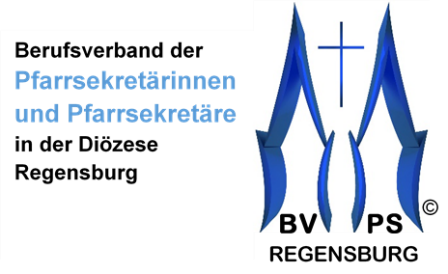 Berufsverband der
Pfarrsekretärinnen
und Pfarrsekretäre
in der Diözese
Regensburg
BV PS ©
REGENSBURG